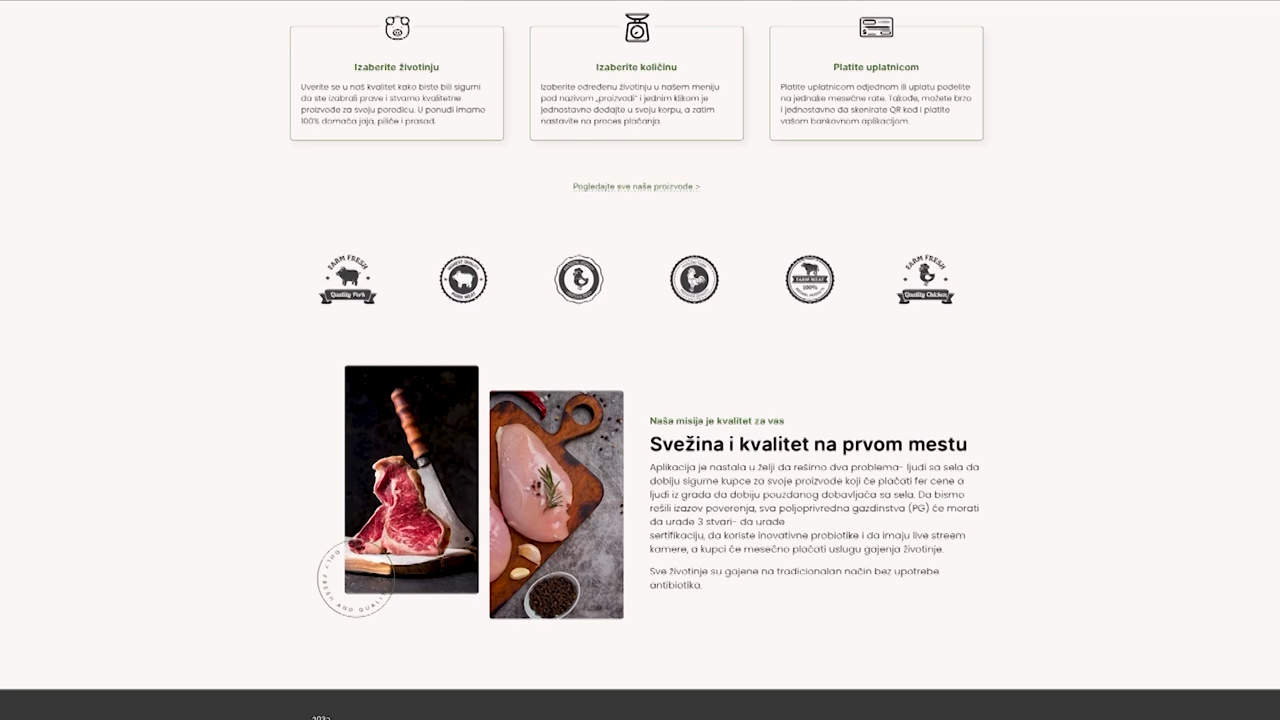 Izaberite životinju
Uverite se u naš kvalitet kako biste bili sigurni
da ste izabrali prave i stvarno kvalitetne
proizvode za svoju porodicu. U ponudi imamo
100% domaća jaja, piliće i prasad.
Izaberite količinu
Izaberite određenu životinju u našem meniju
pod nazivom „proizvodi" i jednim klikom je
jednostavno dodajte u svoju korpu, a zatim
nastavite na proces plaćanja.
Platite uplatnicom
Platite uplatnicom odjednom ili uplatu podelite
na jednake mesečne rate. Takođe, možete brzo
i jednostavno da skenirate QR kod i platite
vašom bankovnom aplikacijom.
Pogledajte sve naše proizvode >
FARM FRESH
Quality Pork
FARM MEAT
100%
FARM FRESH
Quality Chicken
Naša misija je kvalitet za vas
Svežina i kvalitet na prvom mestu
Aplikacija je nastala u želji da rešimo dva problema- ljudi sa sela da
dobiju sigurne kupce za svoje proizvode koji će plaćati fer cene a
ljudi iz grada da dobiju pouzdanog dobavljača sa sela. Da bismo
rešili izazov poverenja, sva poljoprivredna gazdinstva (PG) će morati
da urade 3 stvari- da urade
sertifikaciju, da koriste inovativne probiotike i da imaju live streem
kamere, a kupci će mesečno plaćati uslugu gajenja životinje.
Sve životinje su gajene na tradicionalan način bez upotrebe
antibiotika.
FRESH AND